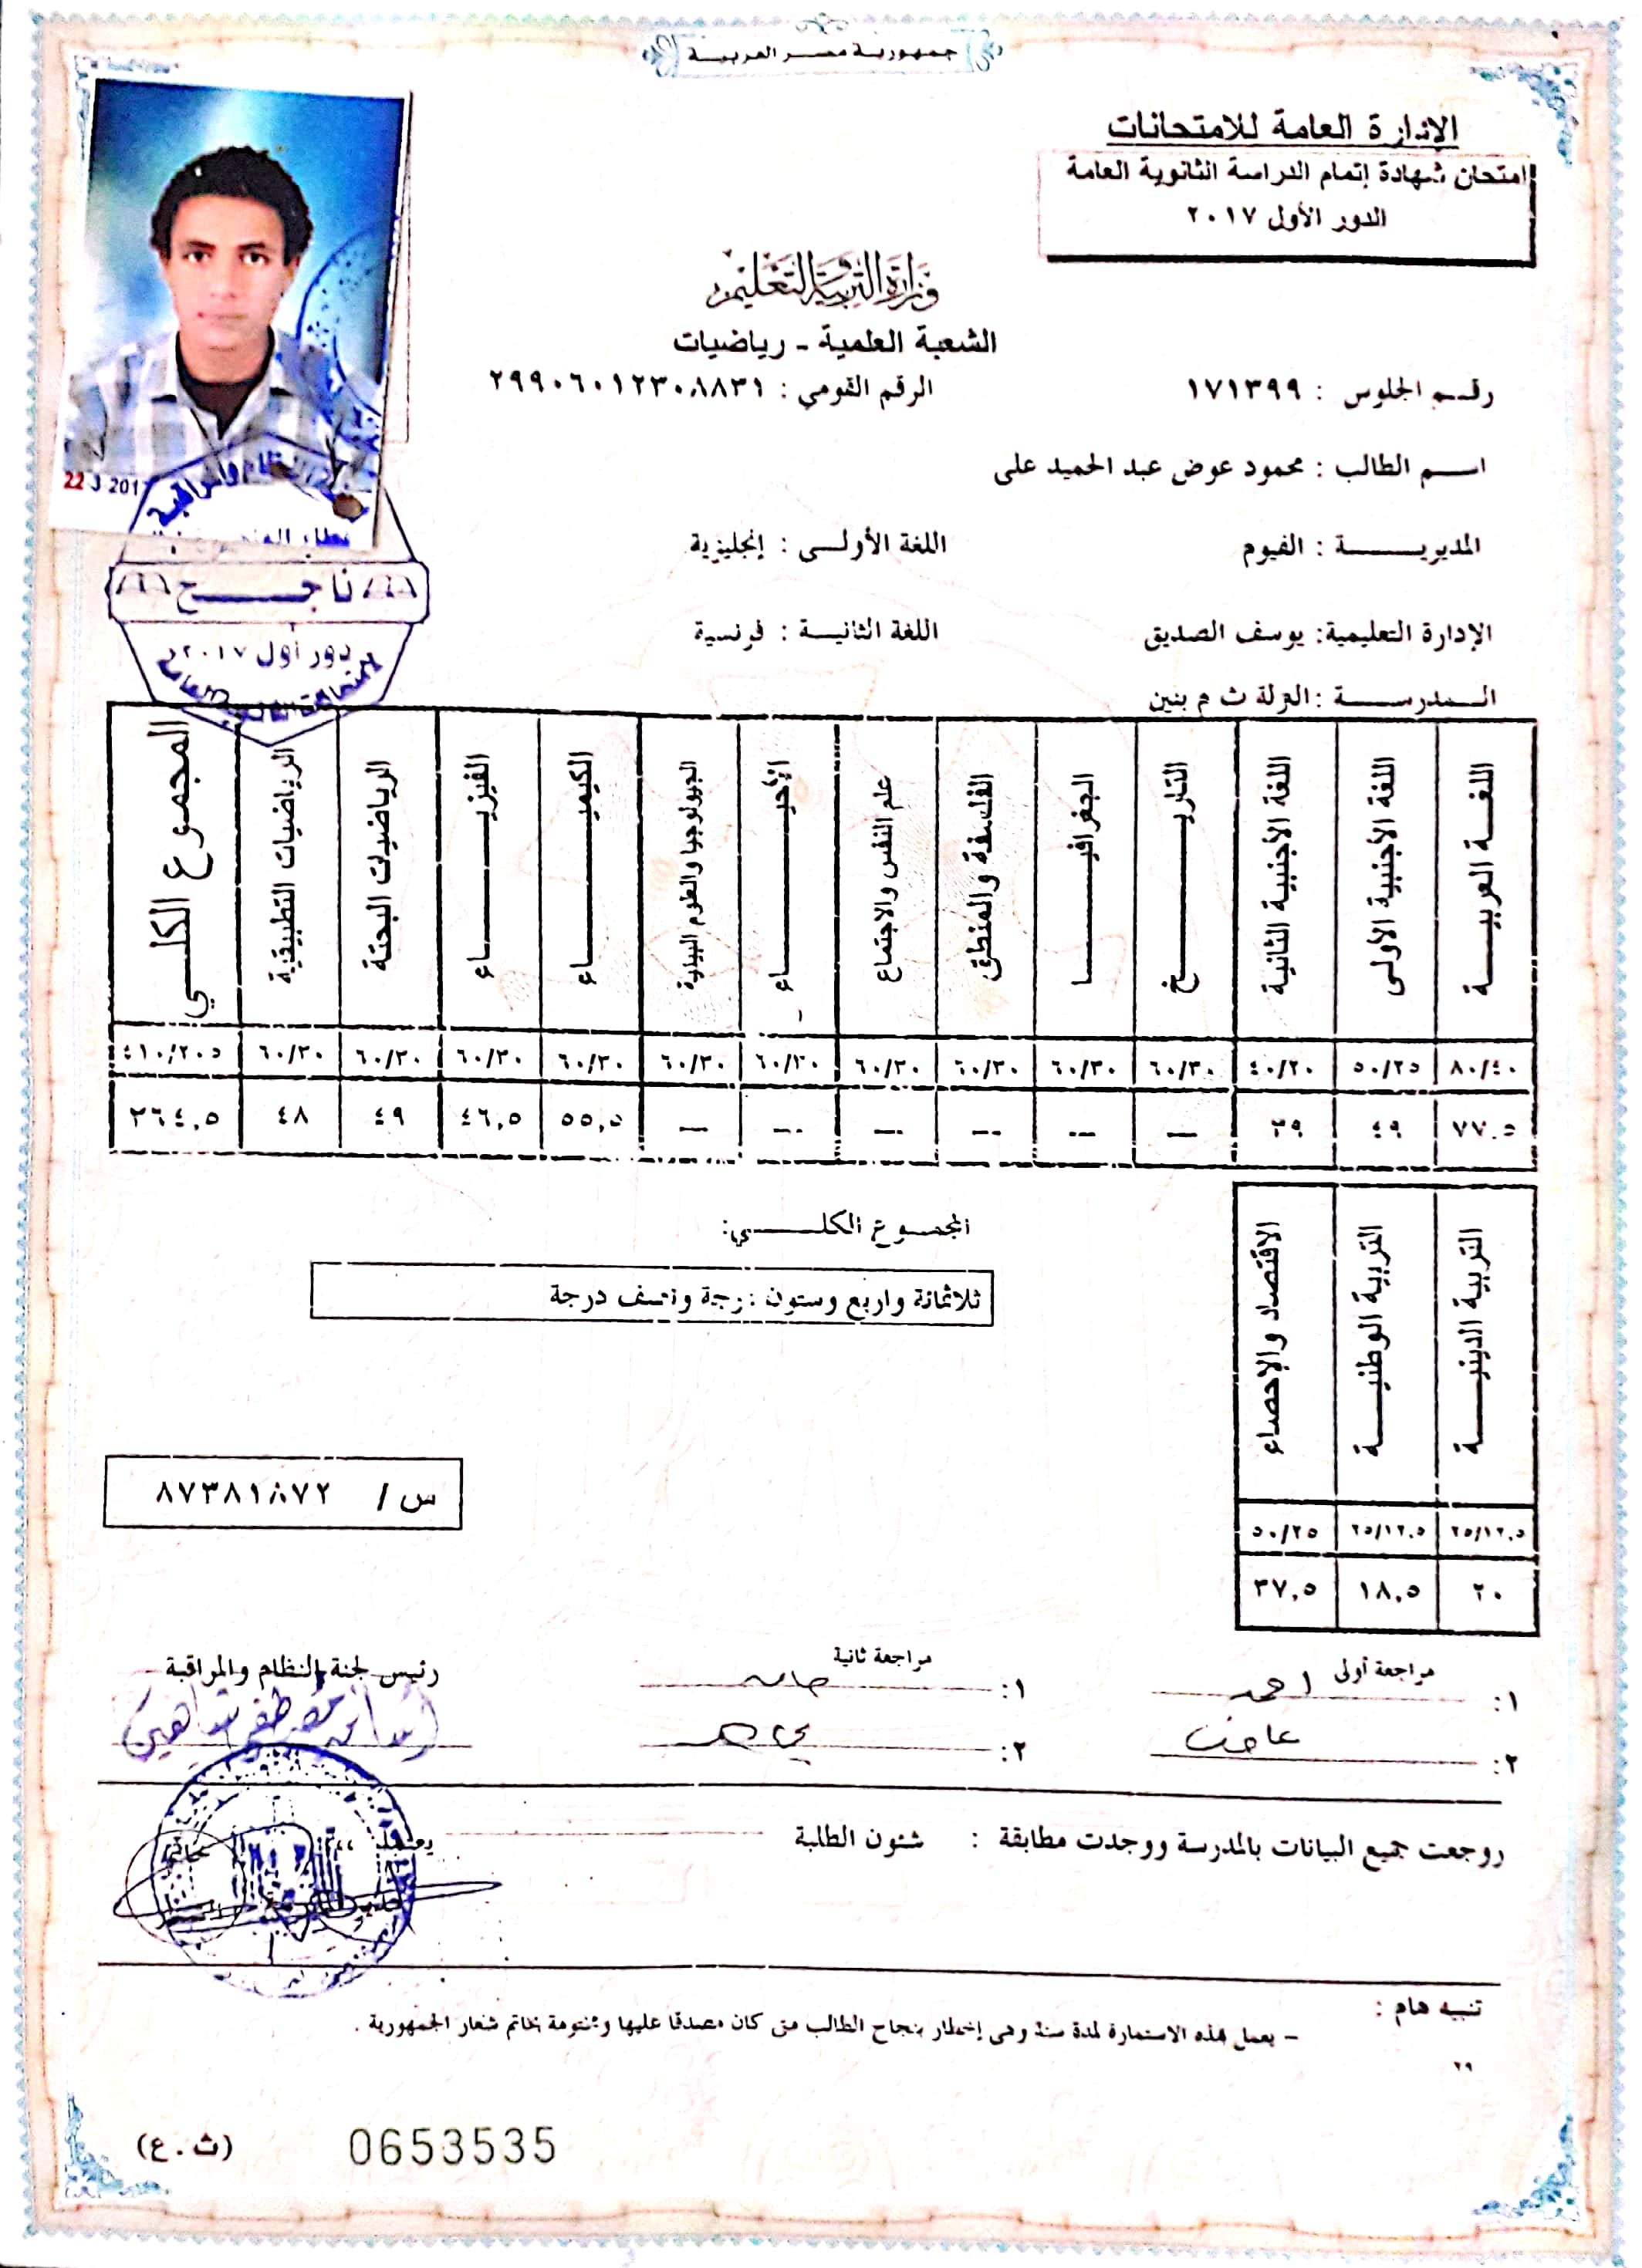 جمهورية مصر العربية
الإدارة العامة للامتحانات
امتحان شهادة إتمام الدراسة الثانوية العامة
الدور الأول ٢٠١٧
وزارة التربية والتعليم
الشعبة العلمية - رياضيات
رقم الجلوس : ١٧١٣٩٩
الرقم القومي : ٢٩٩٠٦٠١٢٣٠٨٨٣١
اسم الطالب : محمود عوض عبد الحميد على
22 3 201
المديرية : الفيوم
اللغة الأولى : إنجليزية
ناجح
الإدارة التعليمية: يوسف الصديق
اللغة الثانية : فرنسية
دور أول ٢٠١٧
المدرسة : النزلة ث م بنين
اللغة العربية اللغة الأجنبية الأولى اللغة الأجنبية الثانية التاريخ الجغرافيا الفلسفة والمنطق علم النفس والاجتماع الأحياء الجيولوجيا والعلوم البيئية الكيمياء الفيزياء الرياضيات البحتة الرياضيات التطبيقية المجموع الكلي
٨٠/٤٠ ٥٠/٢٥ ٤٠/٢٠ ٦٠/٣٠ ٦٠/٣٠ ٦٠/٣٠ ٦٠/٣٠ ٦٠/٣٠ ٦٠/٣٠ ٦٠/٣٠ ٦٠/٣٠ ٦٠/٣٠ ٦٠/٣٠ ٤١٠/٢٠٥
٧٧,٥ ٤٩ ٣٩ — — — — — — ٥٥,٥ ٤٦,٥ ٤٩ ٤٨ ٣٦٤,٥
التربية الدينية التربية الوطنية الاقتصاد والإحصاء
٢٥/١٢,٥ ٢٥/١٢,٥ ٥٠/٢٥
٢٠ ١٨,٥ ٣٧,٥
المجموع الكلي:
ثلاثمائة واربع وستون درجة ونصف درجة
س / ٨٧٣٨١٨٧٢
مراجعة أولى
مراجعة ثانية
رئيس لجنة النظام والمراقبة
١: احمد
١: حامد
٢:
٢:
روجعت جميع البيانات بالمدرسة ووجدت مطابقة : شئون الطلبة
يعتمد ،،
تنبيه هام :
- يعمل بهذه الاستمارة لمدة سنة وهى إخطار بنجاح الطالب متى كان مصدقا عليها ومختومة بخاتم شعار الجمهورية .
٢٩
0653535
(ث.ع)